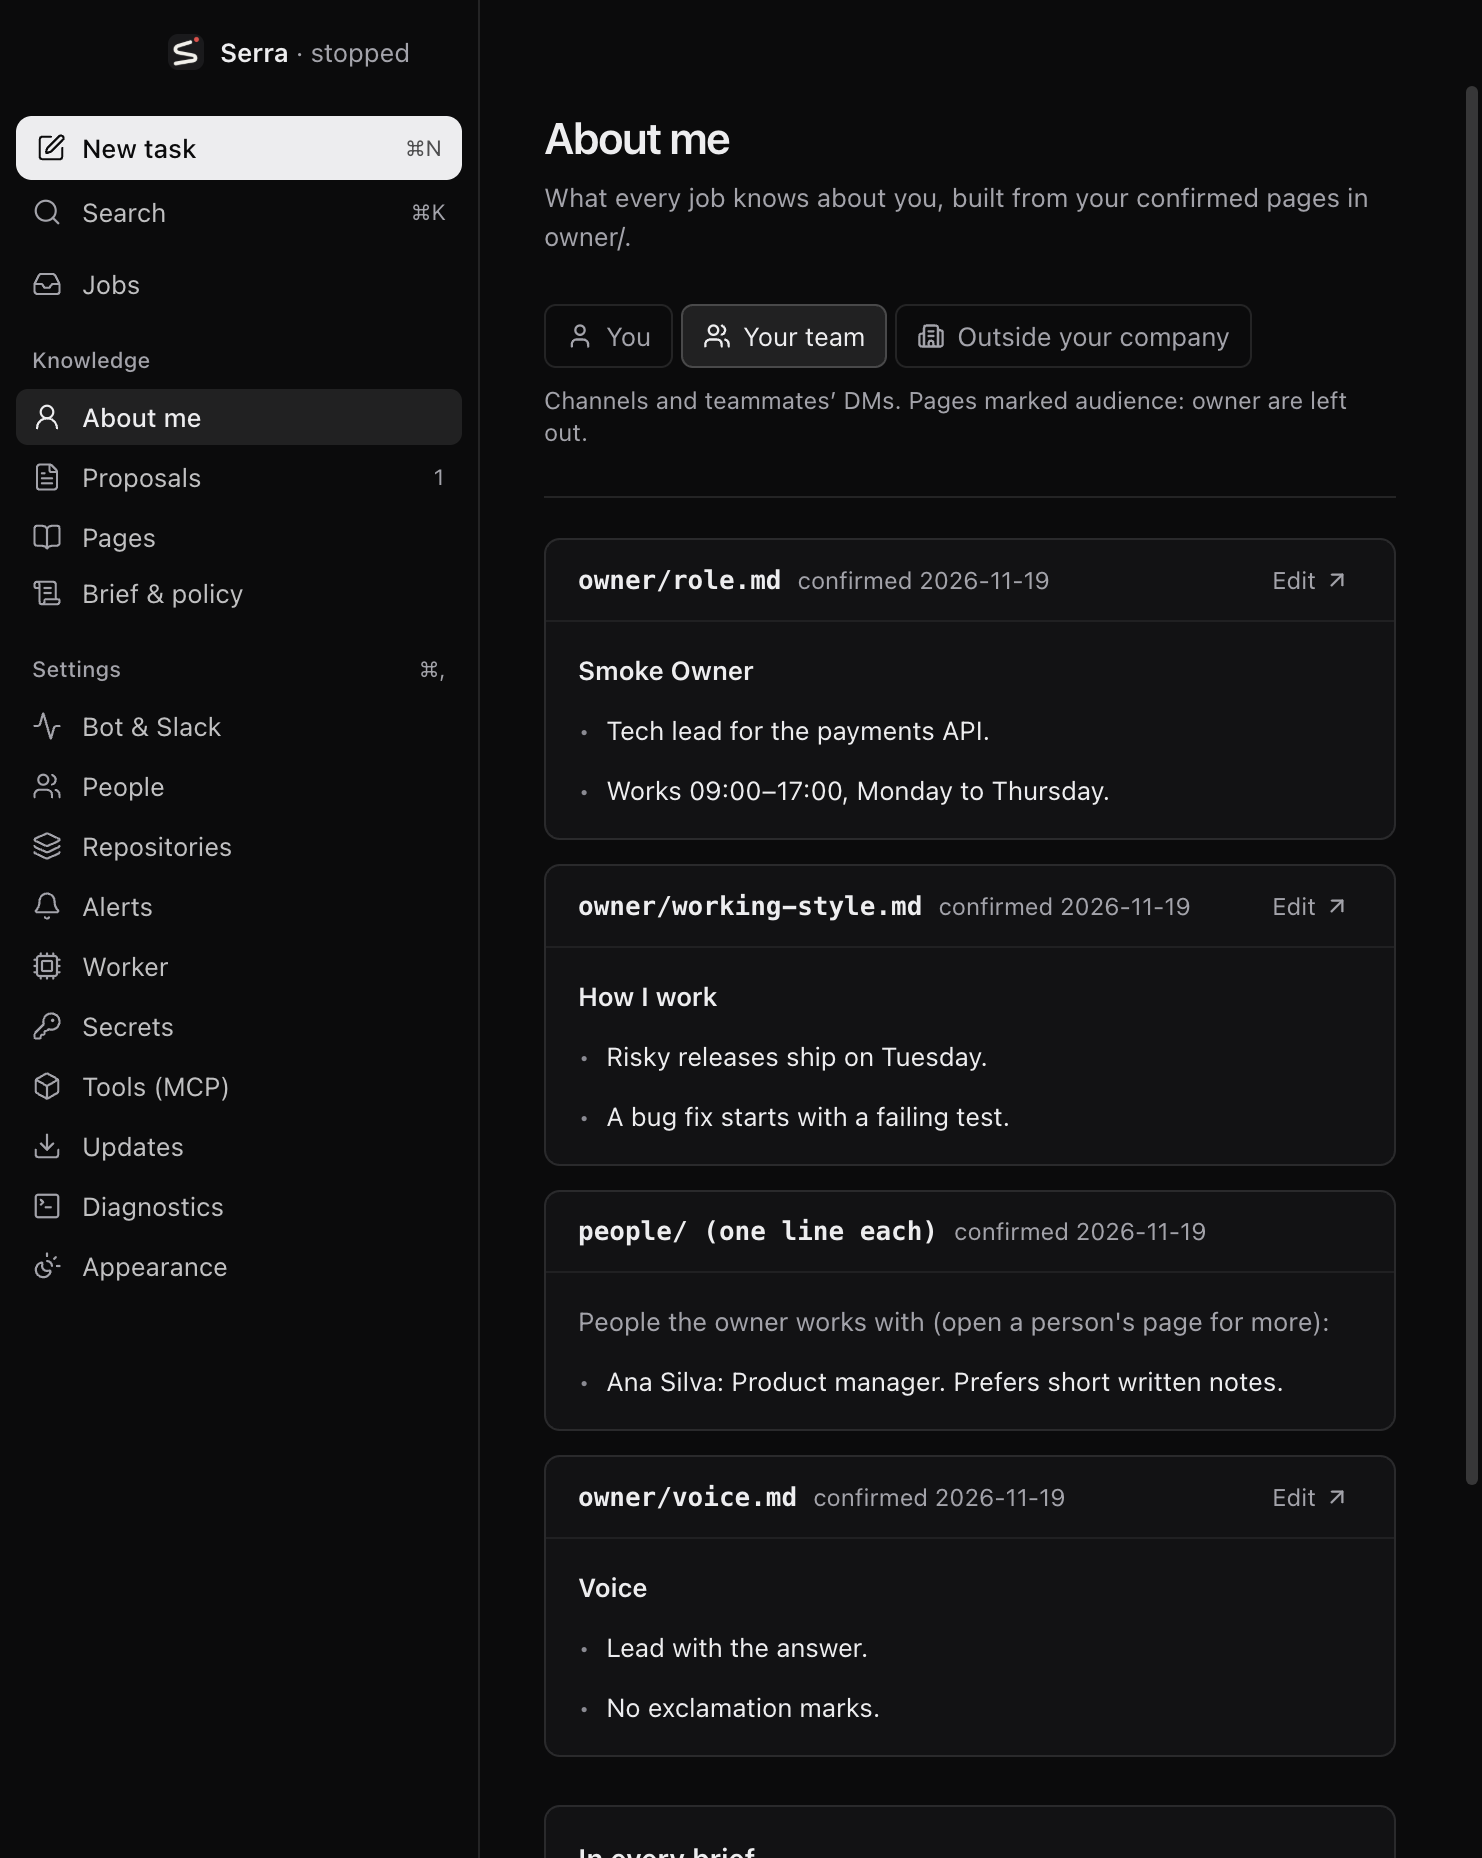 Serra · stopped
New task ⌘N
Search ⌘K
Jobs
Knowledge
About me
Proposals 1
Pages
Brief & policy
Settings ⌘,
Bot & Slack
People
Repositories
Alerts
Worker
Secrets
Tools (MCP)
Updates
Diagnostics
Appearance
About me
What every job knows about you, built from your confirmed pages in
owner/.
You
Your team
Outside your company
Channels and teammates’ DMs. Pages marked audience: owner are left
out.
owner/role.md confirmed 2026-11-19 Edit ↗
Smoke Owner
• Tech lead for the payments API.
• Works 09:00–17:00, Monday to Thursday.
owner/working-style.md confirmed 2026-11-19 Edit ↗
How I work
• Risky releases ship on Tuesday.
• A bug fix starts with a failing test.
people/ (one line each) confirmed 2026-11-19
People the owner works with (open a person's page for more):
• Ana Silva: Product manager. Prefers short written notes.
owner/voice.md confirmed 2026-11-19 Edit ↗
Voice
• Lead with the answer.
• No exclamation marks.
In every brief